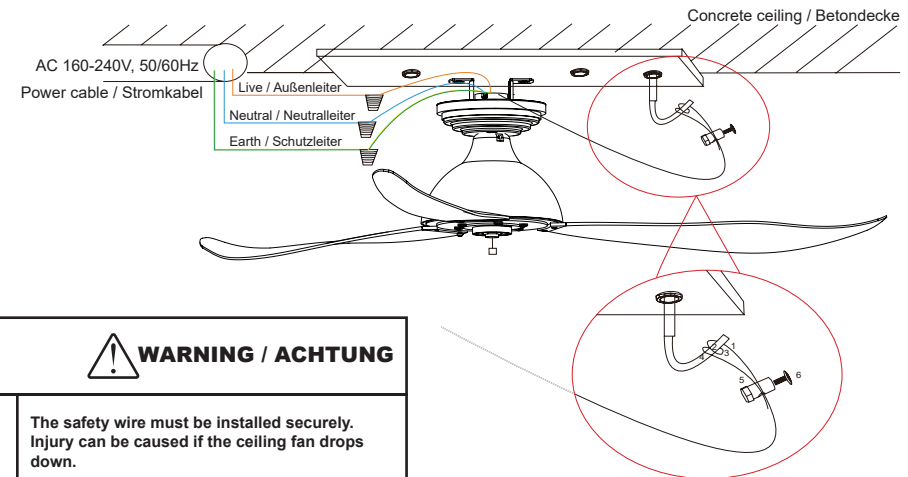 Concrete ceiling / Betondecke
AC 160-240V, 50/60Hz
Power cable / Stromkabel
Live / Außenleiter
Neutral / Neutralleiter
Earth / Schutzleiter
WARNING / ACHTUNG
The safety wire must be installed securely.
Injury can be caused if the ceiling fan drops
down.
2
1
3
4
5
6